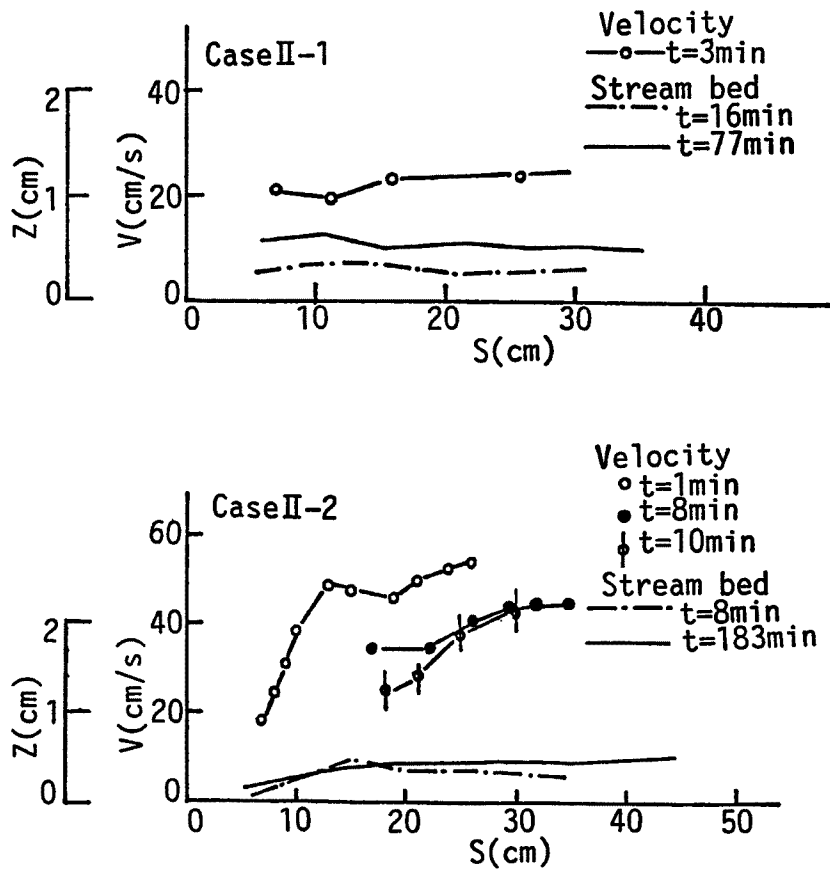 CaseⅡ-1
Velocity
t=3min
Stream bed
t=16min
t=77min
Z(cm)
2
1
0
V(cm/s)
40
20
0
0 10 20 30 40
S(cm)
CaseⅡ-2
Velocity
t=1min
t=8min
t=10min
Stream bed
t=8min
t=183min
Z(cm)
2
1
0
V(cm/s)
60
40
20
0
0 10 20 30 40 50
S(cm)